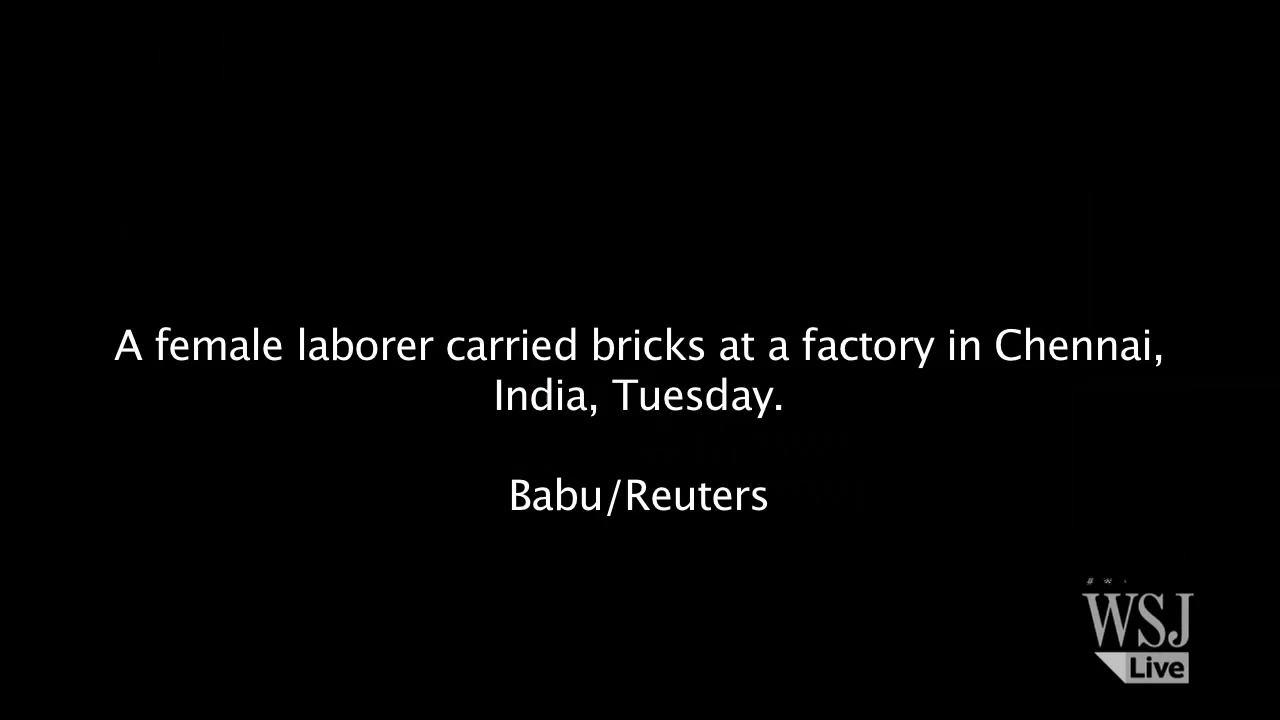 A female laborer carried bricks at a factory in Chennai,
India, Tuesday.
Babu/Reuters
WSJ
Live